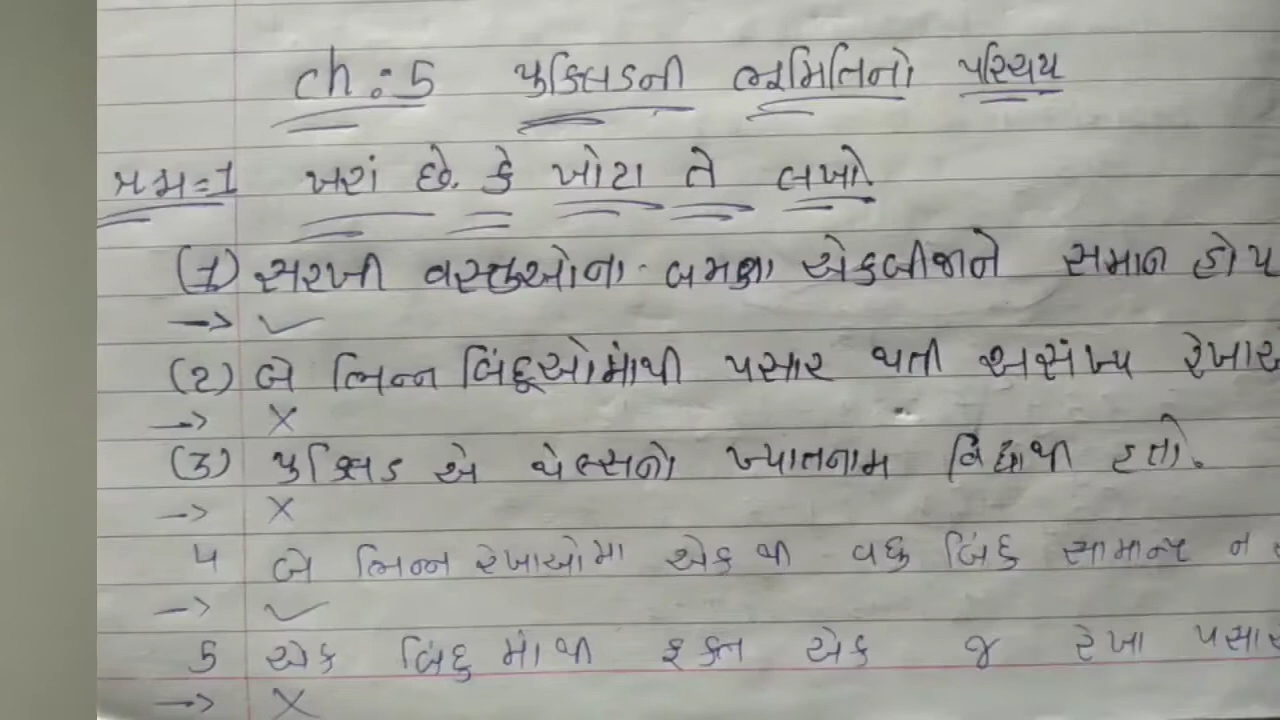 ch:5 યુક્લિડની ભૂમિતિનો પરિચય
પ્રશ્ન=1 ખરાં છે. કે ખોટા તે લખો.
(1) સરખી વસ્તુઓના બમણા એકબીજાને સમાન હોય
→ ✓
(2) બે ભિન્ન બિંદૂઓમાંથી પસાર થતી અસંખ્ય રેખા
→ ×
(3) યુક્લિડ એ થેલ્સનો ખ્યાતનામ વિદ્યાથી હતો.
→ ×
4 બે ભિન્ન રેખાઓમા એક થી વધુ બિંદુ સામાન્ય ન
→ ✓
5 એક બિંદુ માંથી ફક્ત એક જ રેખા પસાર
→ ×